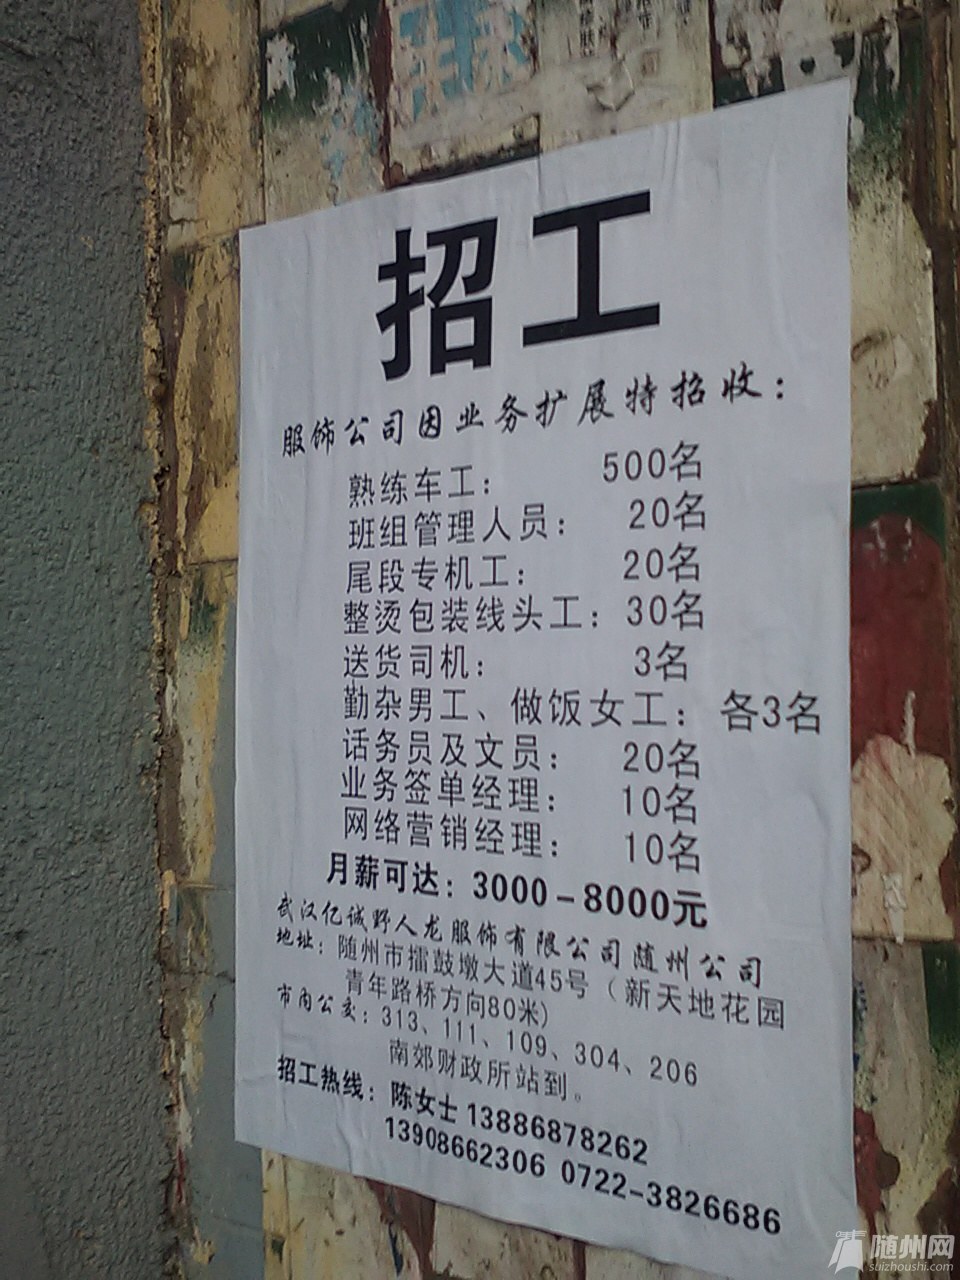 招工
服饰公司因业务扩展特招收：
熟练车工： 500名
班组管理人员： 20名
尾段专机工： 20名
整烫包装线头工：30名
送货司机： 3名
勤杂男工、做饭女工：各3名
话务员及文员： 20名
业务签单经理： 10名
网络营销经理： 10名
月薪可达：3000－8000元
武汉亿诚野人龙服饰有限公司随州公司
地址：随州市擂鼓墩大道45号（新天地花园
青年路桥方向80米)
市内公交：313、111、109、304、206
南郊财政所站到。
招工热线：陈女士 13886878262
13908662306 0722-3826686
随州网
suizhoushi.com